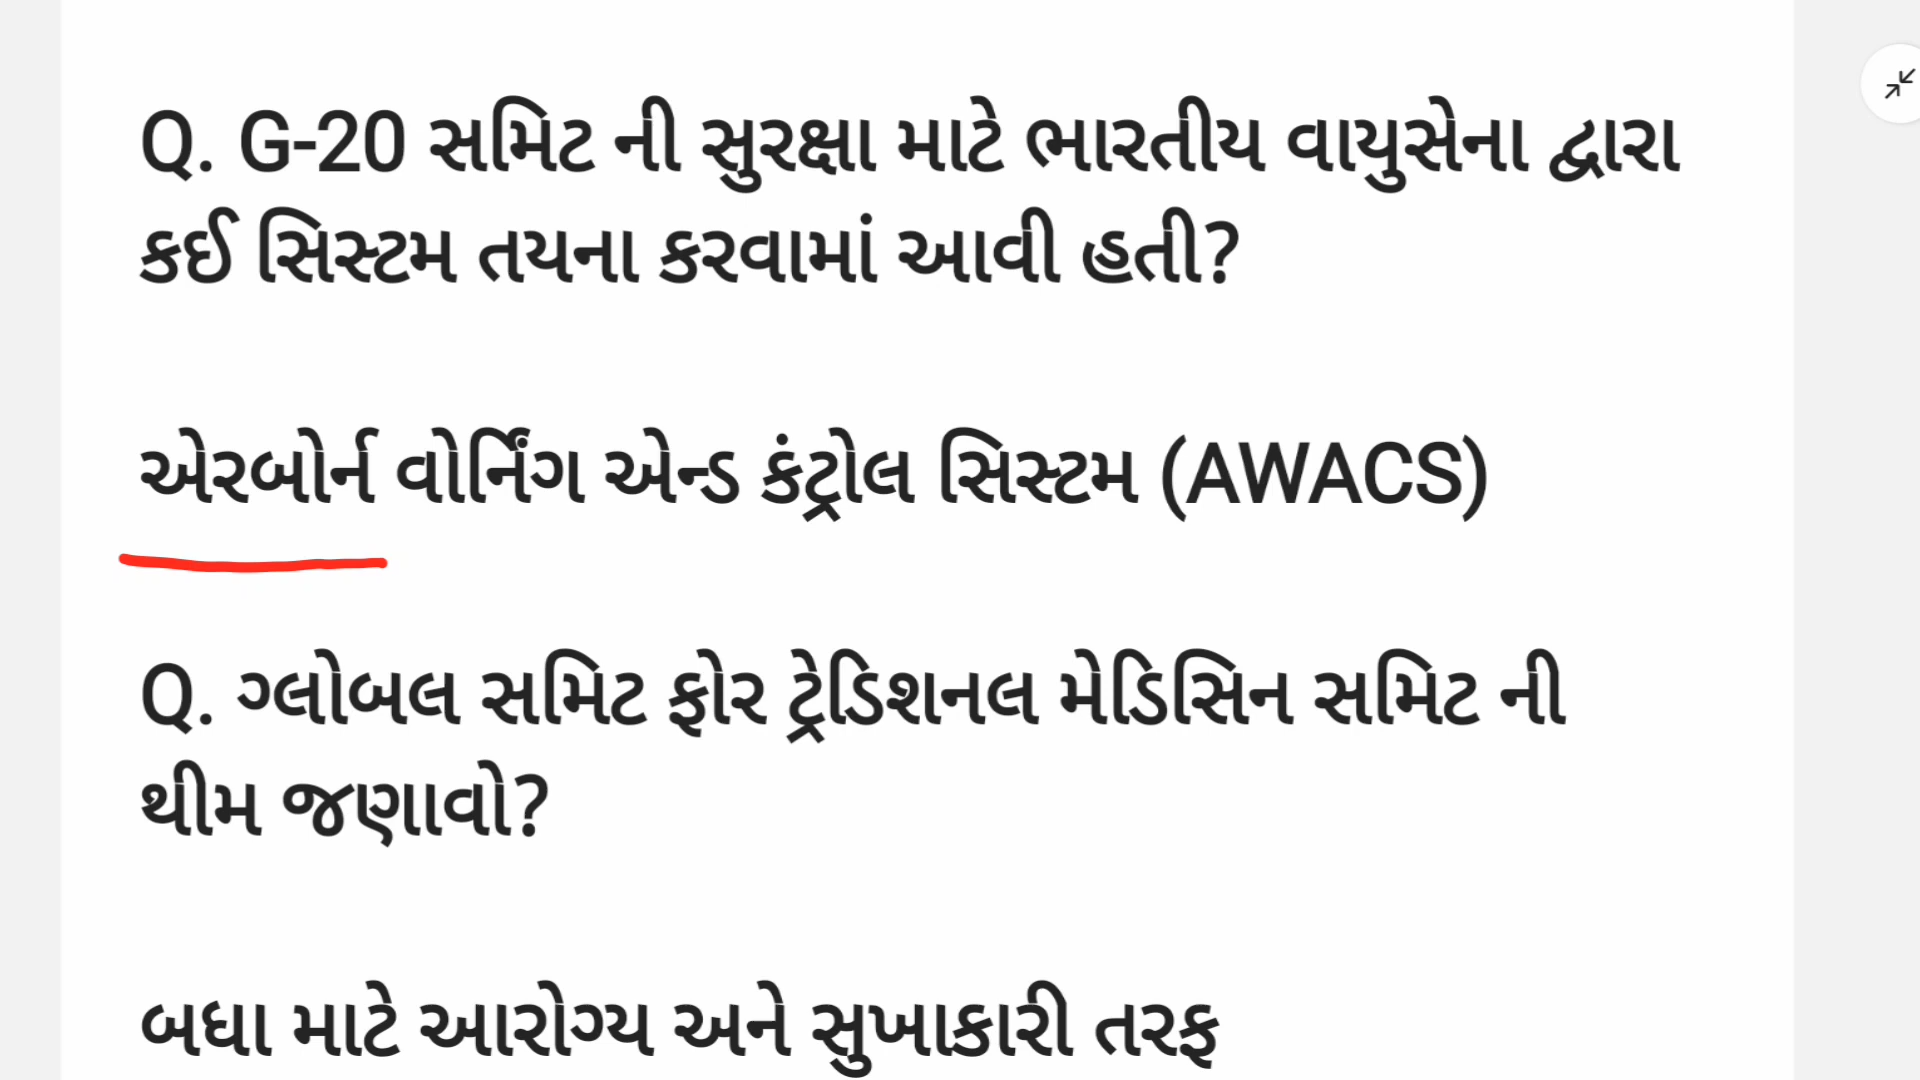 Q. G-20 સમિટ ની સુરક્ષા માટે ભારતીય વાયુસેના દ્વારા
કઈ સિસ્ટમ તયના કરવામાં આવી હતી?
એરબોર્ન વોર્નિંગ એન્ડ કંટ્રોલ સિસ્ટમ (AWACS)
Q. ગ્લોબલ સમિટ ફોર ટ્રેડિશનલ મેડિસિન સમિટ ની
થીમ જણાવો?
બધા માટે આરોગ્ય અને સુખાકારી તરફ